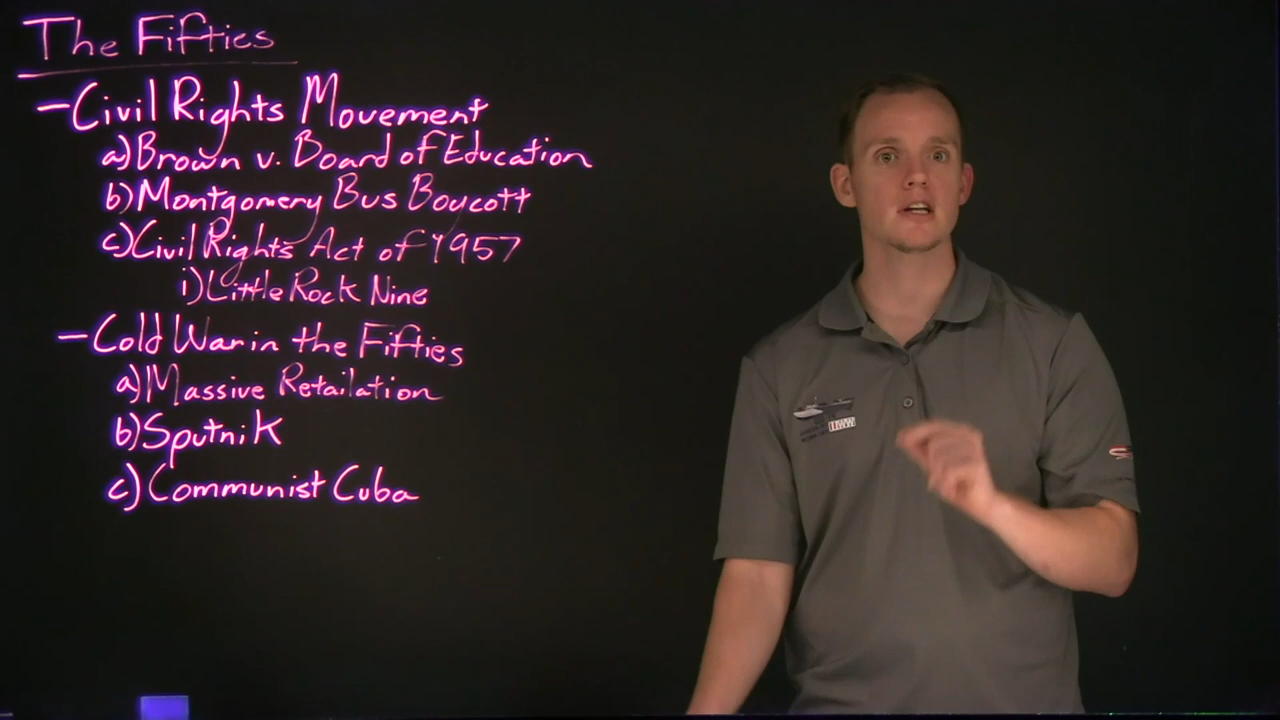 The Fifties
- Civil Rights Movement
a) Brown v. Board of Education
b) Montgomery Bus Boycott
c) Civil Rights Act of 1957
i) Little Rock Nine
- Cold War in the Fifties
a) Massive Retailation
b) Sputnik
c) Communist Cuba